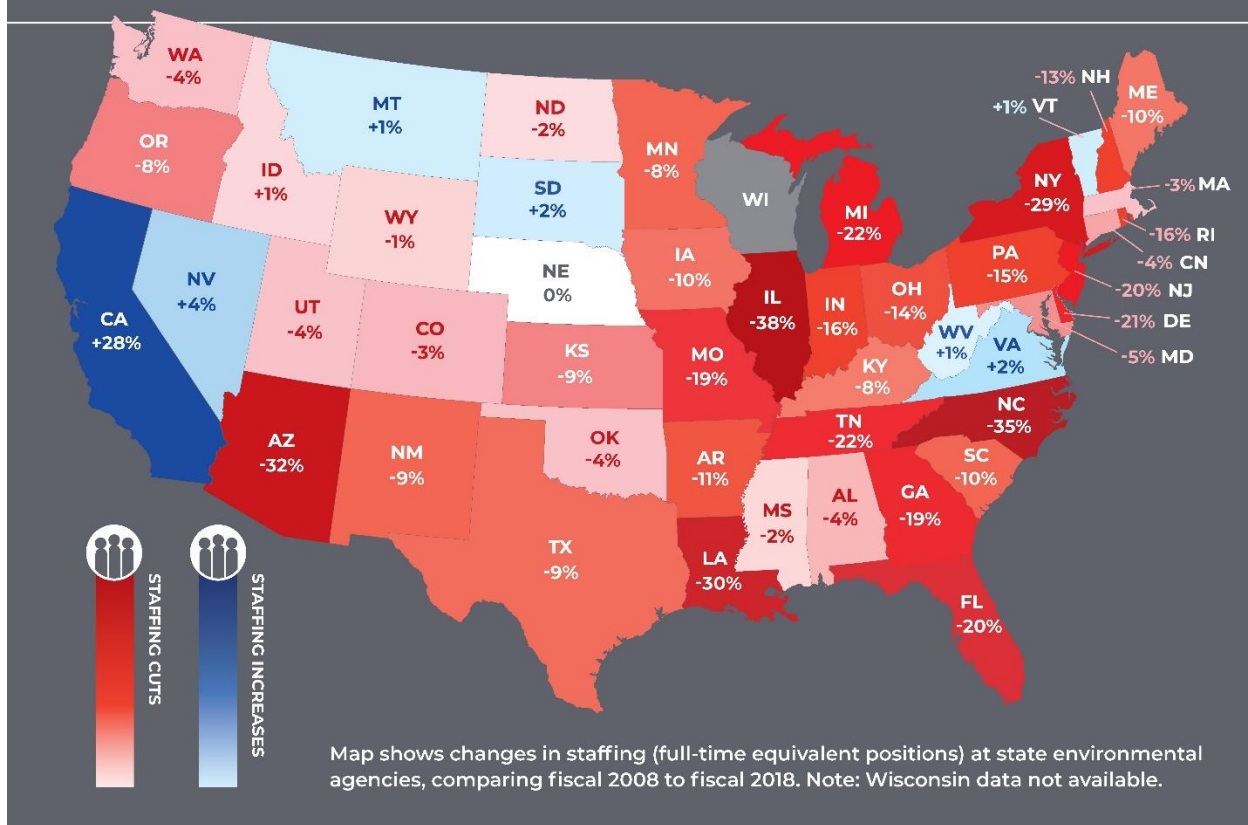 WA
-4%
OR
-8%
CA
+28%
NV
+4%
ID
+1%
MT
+1%
WY
-1%
UT
-4%
CO
-3%
AZ
-32%
NM
-9%
ND
-2%
SD
+2%
NE
0%
KS
-9%
OK
-4%
TX
-9%
MN
-8%
IA
-10%
MO
-19%
AR
-11%
LA
-30%
WI
IL
-38%
MI
-22%
IN
-16%
OH
-14%
KY
-8%
TN
-22%
MS
-2%
AL
-4%
GA
-19%
FL
-20%
SC
-10%
NC
-35%
VA
+2%
WV
+1%
PA
-15%
NY
-29%
ME
-10%
-13% NH
+1% VT
-3% MA
-16% RI
-4% CN
-20% NJ
-21% DE
-5% MD
STAFFING CUTS
STAFFING INCREASES
Map shows changes in staffing (full-time equivalent positions) at state environmental
agencies, comparing fiscal 2008 to fiscal 2018. Note: Wisconsin data not available.